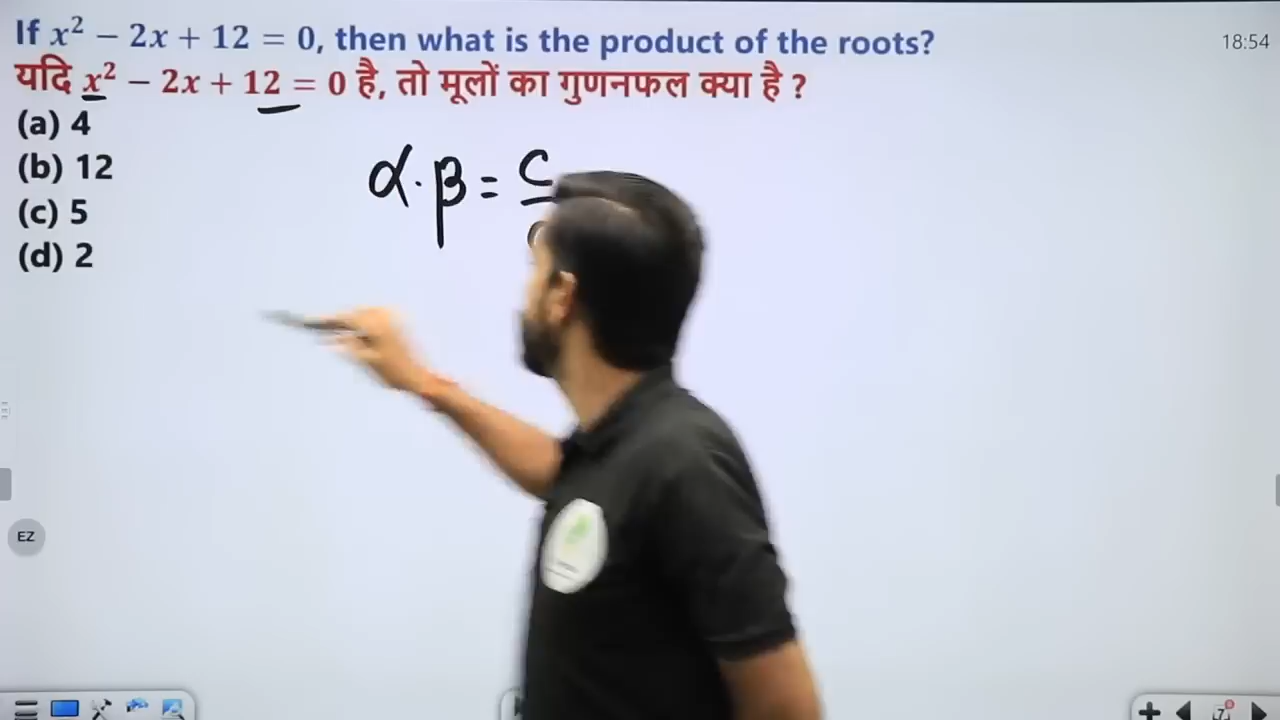 If x² − 2x + 12 = 0, then what is the product of the roots?
18:54
यदि x² − 2x + 12 = 0 है, तो मूलों का गुणनफल क्या है ?
(a) 4
(b) 12
(c) 5
(d) 2
α·β = c
EZ